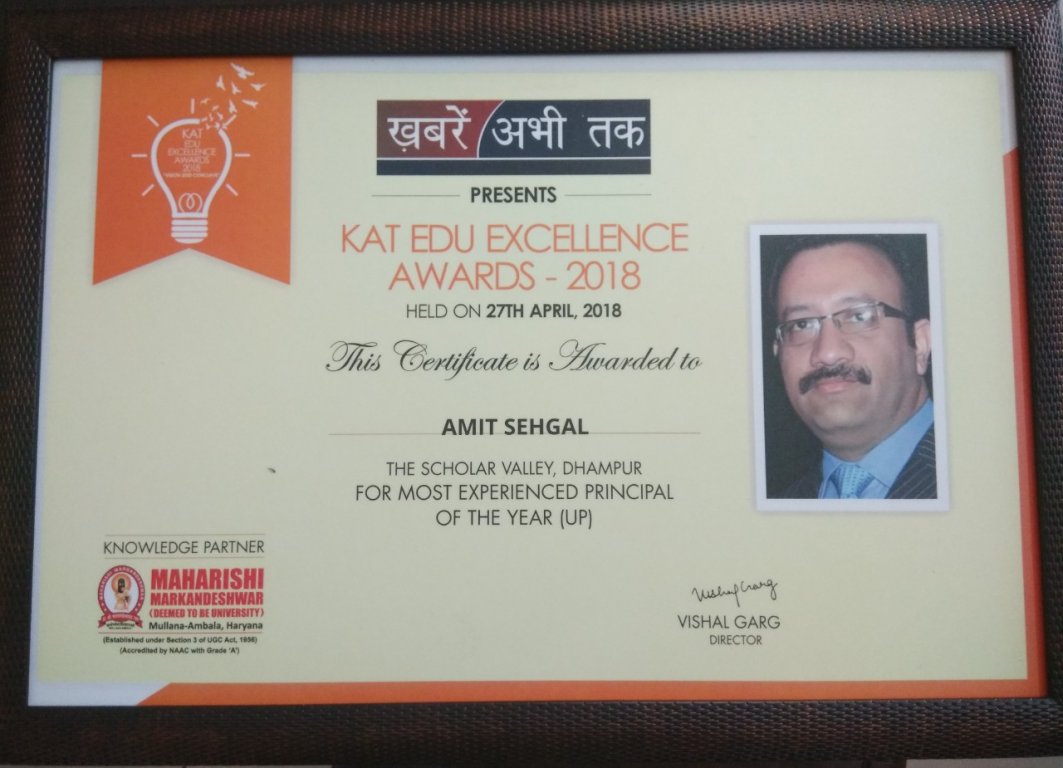 KAT
EDU
EXCELLENCE
AWARDS
2018
ख़बरें अभी तक
PRESENTS
KAT EDU EXCELLENCE
AWARDS - 2018
HELD ON 27TH APRIL, 2018
This Certificate is Awarded to
AMIT SEHGAL
THE SCHOLAR VALLEY, DHAMPUR
FOR MOST EXPERIENCED PRINCIPAL
OF THE YEAR (UP)
KNOWLEDGE PARTNER
MAHARISHI
MARKANDESHWAR
(DEEMED TO BE UNIVERSITY)
Mullana-Ambala, Haryana
(Established under Section 3 of UGC Act, 1956)
(Accredited by NAAC with Grade 'A')
Vishal Garg
VISHAL GARG
DIRECTOR